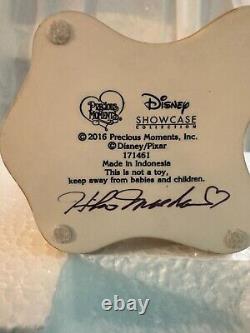 Precious Moments
Disney
SHOWCASE
COLLECTION
© 2016 Precious Moments, Inc.
© Disney/Pixar
171461
Made in Indonesia
This is not a toy,
keep away from babies and children.